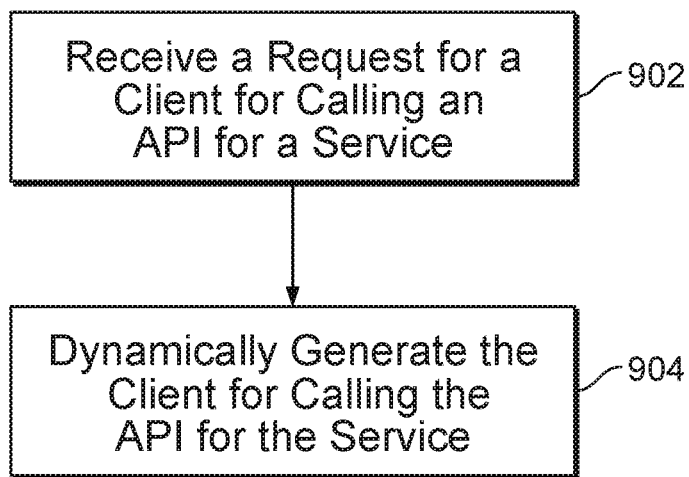 Receive a Request for a
Client for Calling an
API for a Service
902
Dynamically Generate the
Client for Calling the
API for the Service
904